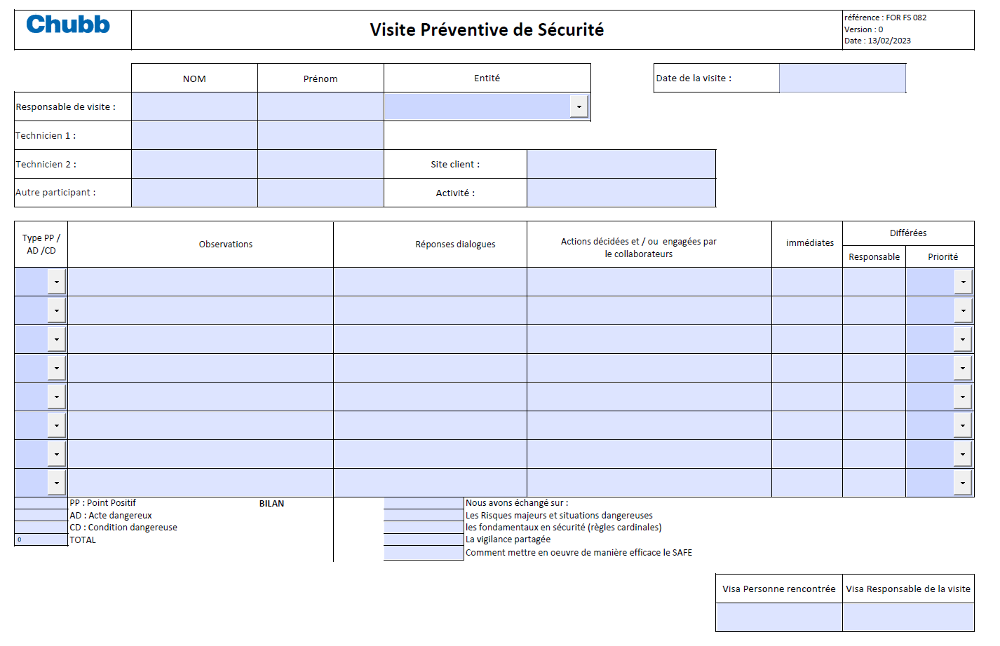 Chubb
Visite Préventive de Sécurité
référence : FOR FS 082
Version : 0
Date : 13/02/2023
NOM
Prénom
Entité
Date de la visite :
Responsable de visite :
Technicien 1 :
Technicien 2 :
Site client :
Autre participant :
Activité :
Type PP /
AD /CD
Observations
Réponses dialogues
Actions décidées et / ou engagées par
le collaborateurs
immédiates
Différées
Responsable
Priorité
PP : Point Positif
BILAN
AD : Acte dangereux
CD : Condition dangereuse
0
TOTAL
Nous avons échangé sur :
Les Risques majeurs et situations dangereuses
les fondamentaux en sécurité (règles cardinales)
La vigilance partagée
Comment mettre en oeuvre de manière efficace le SAFE
Visa Personne rencontrée
Visa Responsable de la visite